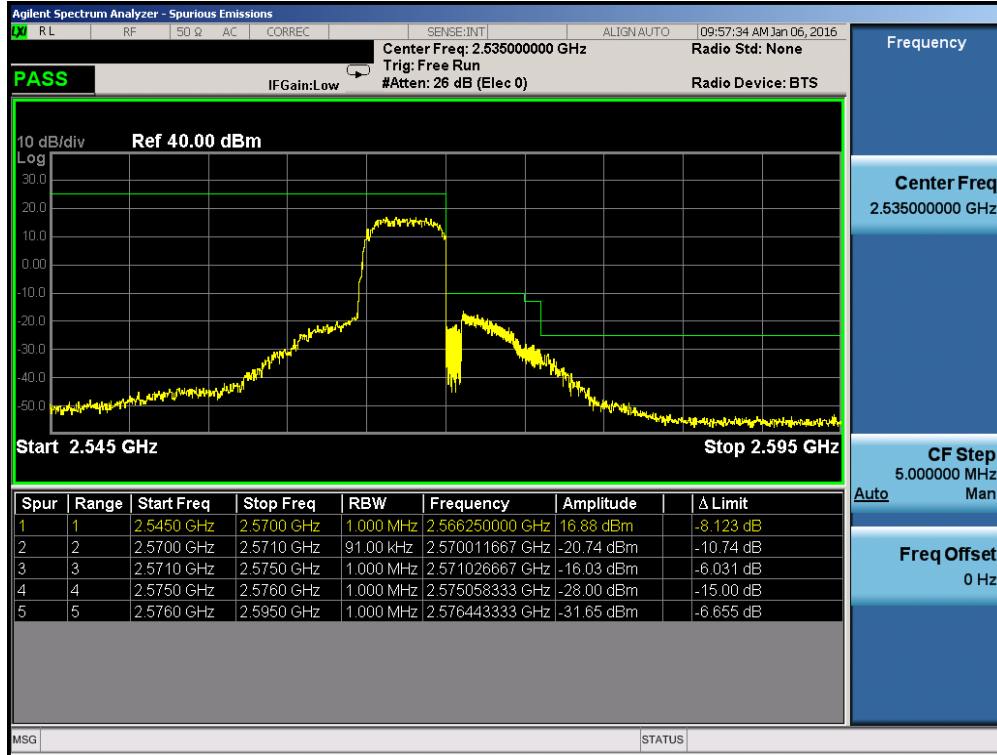 Agilent Spectrum Analyzer - Spurious Emissions
LXI RL RF 50 Ω AC CORREC SENSE:INT ALIGN AUTO 09:57:34 AM Jan 06, 2016
Center Freq: 2.535000000 GHz Radio Std: None
Trig: Free Run
PASS IFGain:Low #Atten: 26 dB (Elec 0) Radio Device: BTS
10 dB/div Ref 40.00 dBm
Log
30.0
20.0
10.0
0.00
-10.0
-20.0
-30.0
-40.0
-50.0
Start 2.545 GHz Stop 2.595 GHz
Spur Range Start Freq Stop Freq RBW Frequency Amplitude Δ Limit
1 1 2.5450 GHz 2.5700 GHz 1.000 MHz 2.566250000 GHz 16.88 dBm -8.123 dB
2 2 2.5700 GHz 2.5710 GHz 91.00 kHz 2.570011667 GHz -20.74 dBm -10.74 dB
3 3 2.5710 GHz 2.5750 GHz 1.000 MHz 2.571026667 GHz -16.03 dBm -6.031 dB
4 4 2.5750 GHz 2.5760 GHz 1.000 MHz 2.575058333 GHz -28.00 dBm -15.00 dB
5 5 2.5760 GHz 2.5950 GHz 1.000 MHz 2.576443333 GHz -31.65 dBm -6.655 dB
MSG STATUS
Frequency
Center Freq
2.535000000 GHz
CF Step
5.000000 MHz
Auto Man
Freq Offset
0 Hz